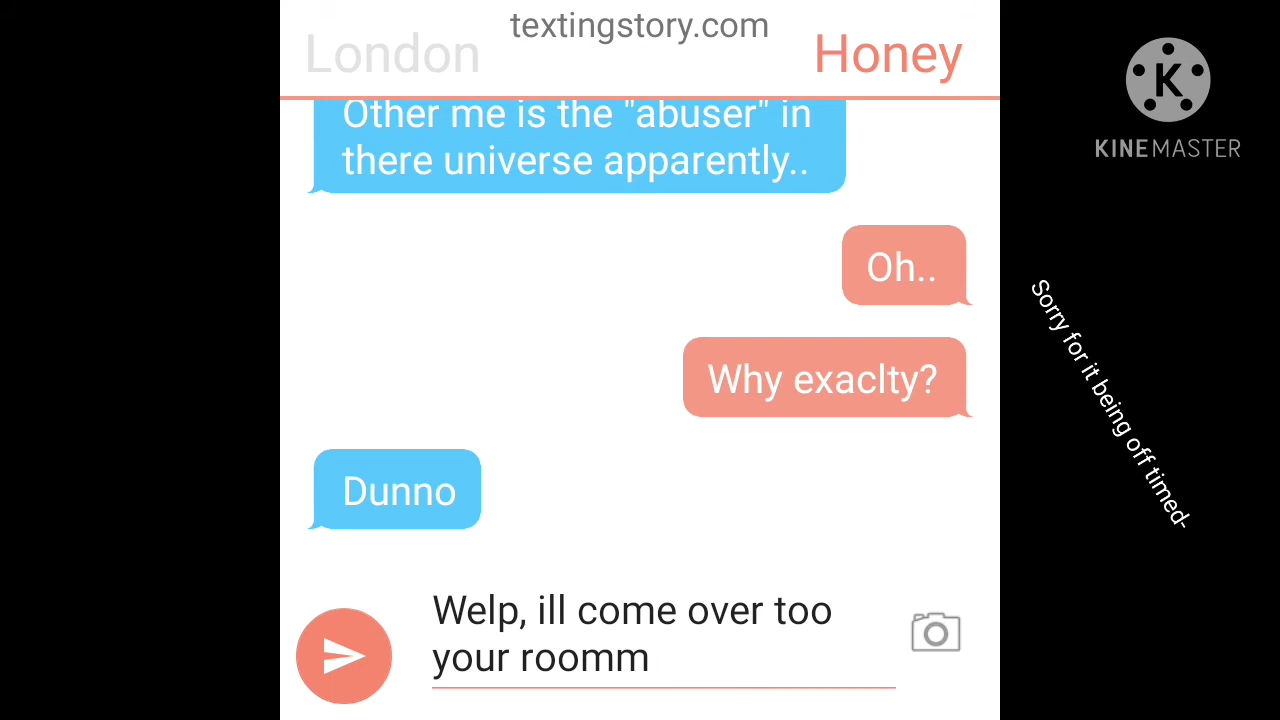 textingstory.com
London
Honey
Other me is the "abuser" in
there universe apparently..
Oh..
Why exaclty?
Dunno
Welp, ill come over too
your roomm
K
KINEMASTER
Sorry for it being off timed-